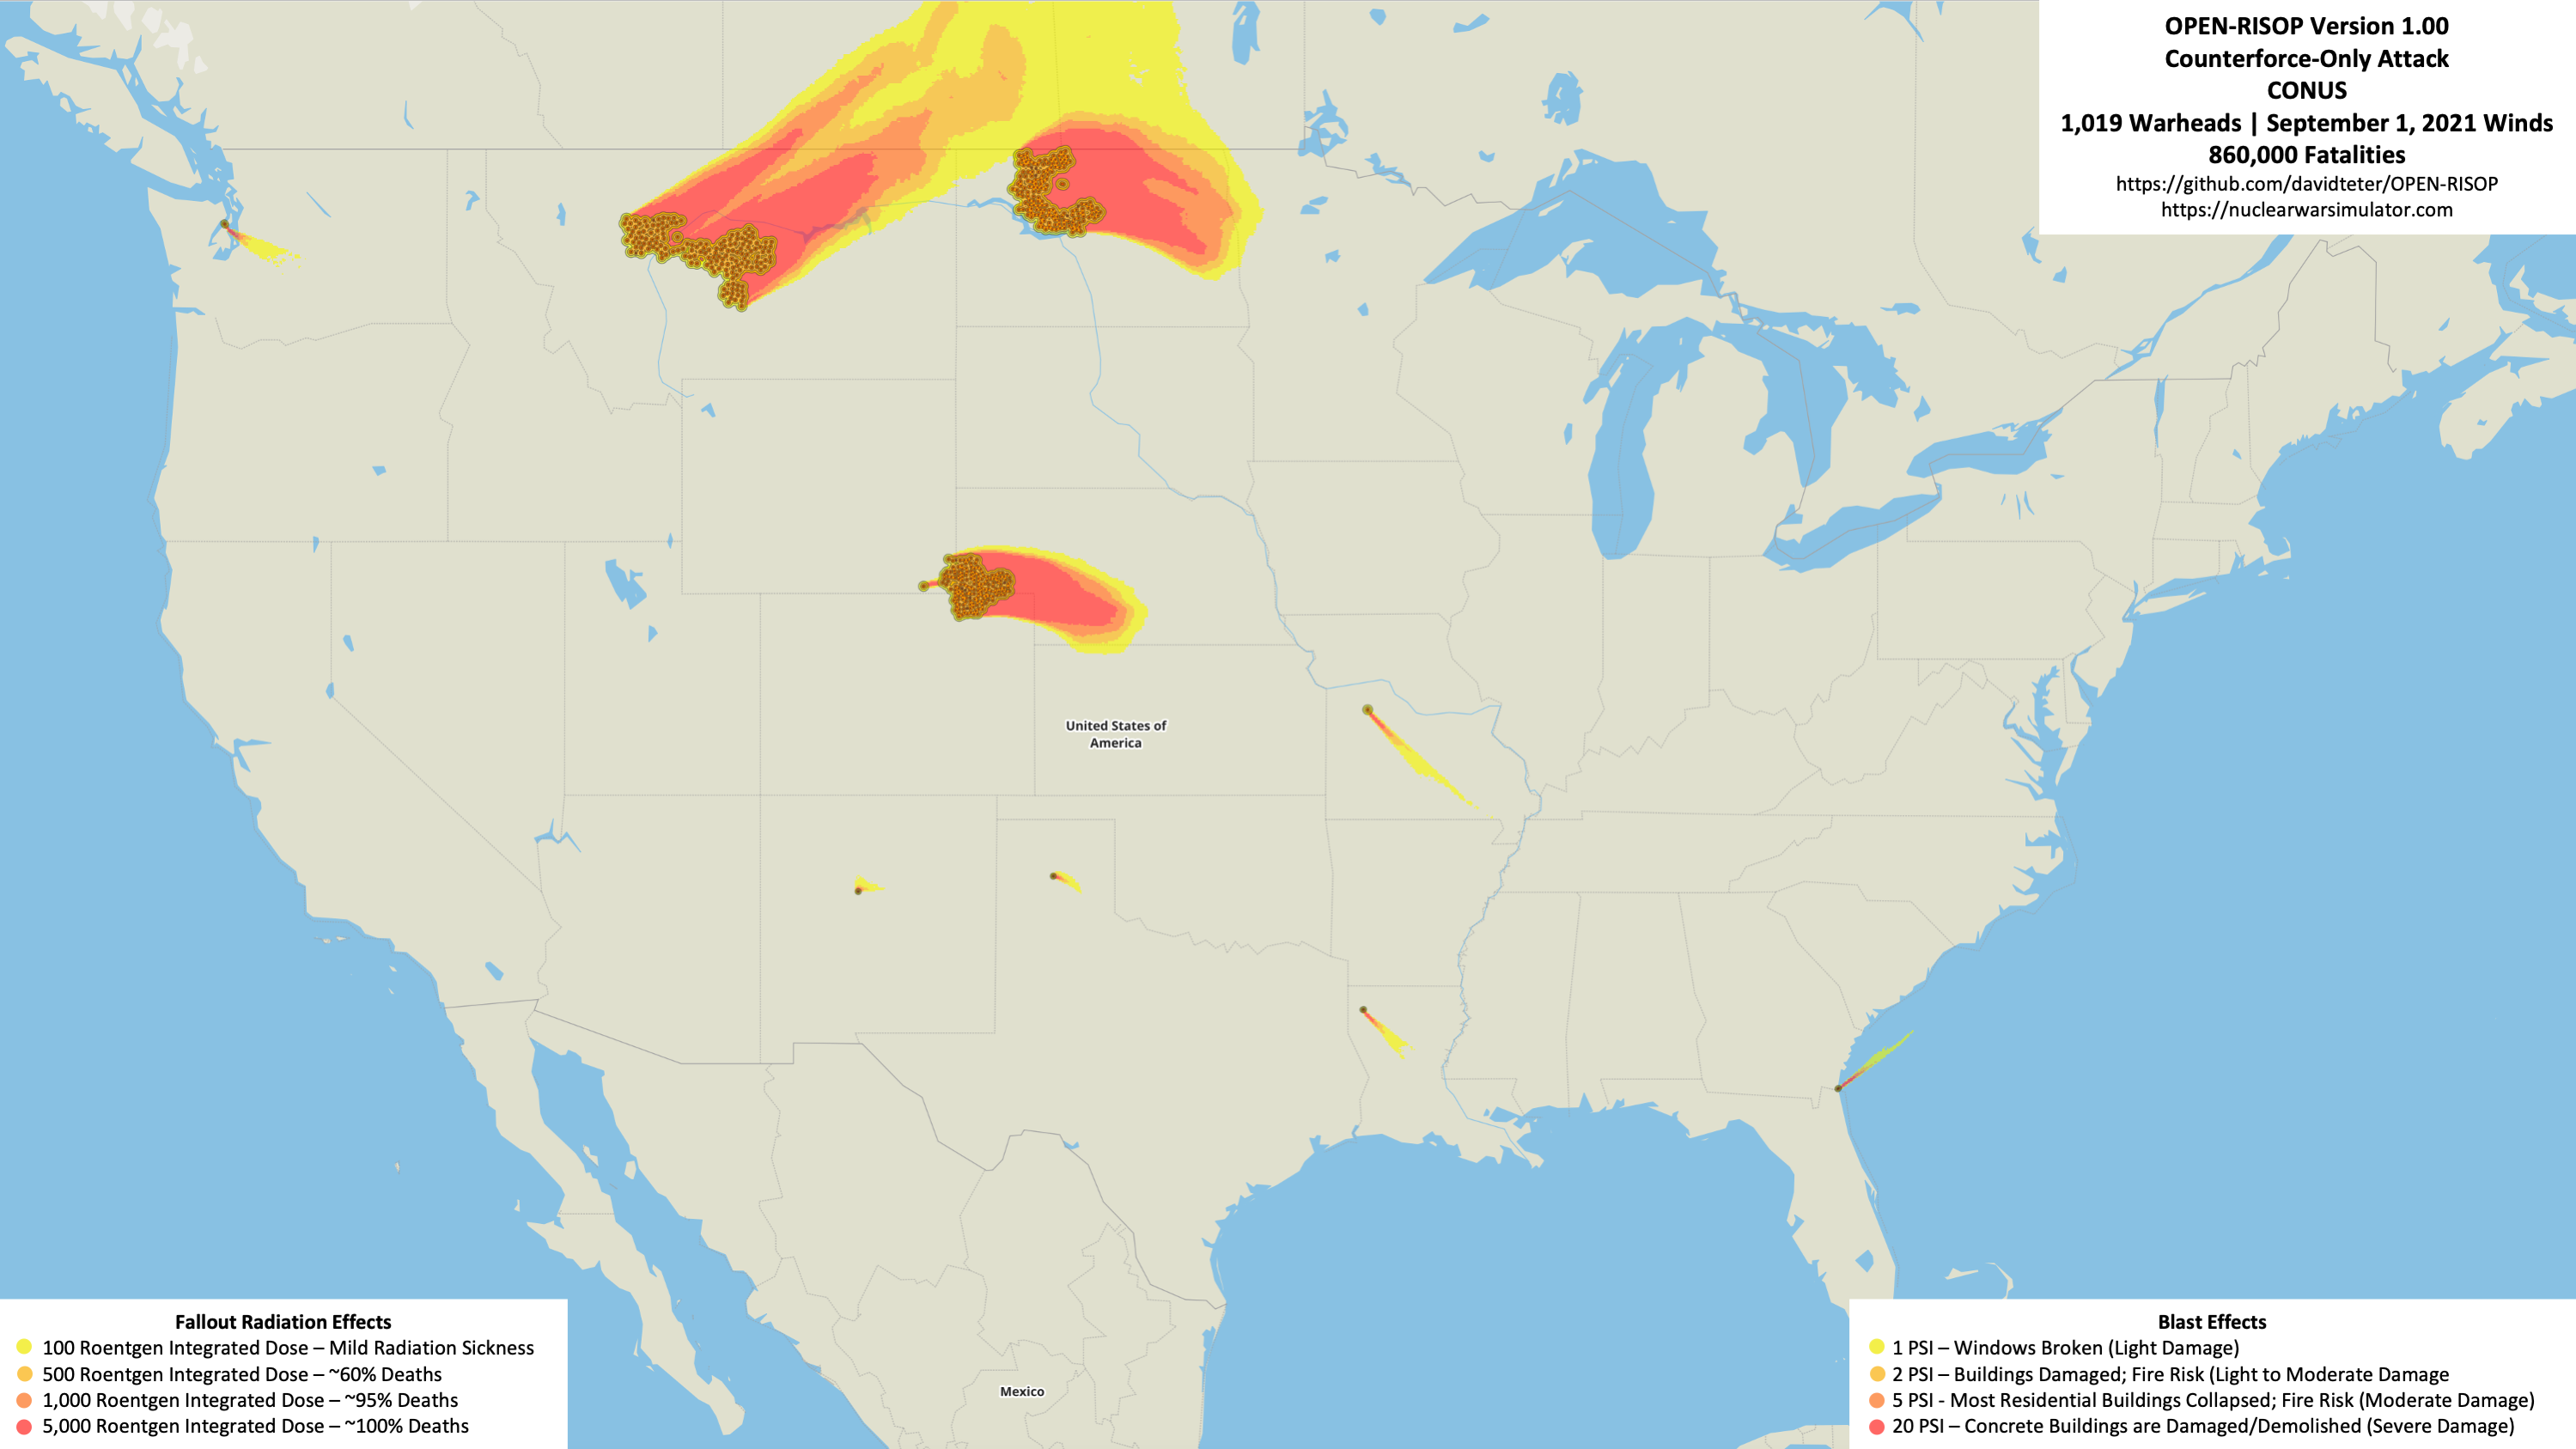 OPEN-RISOP Version 1.00
Counterforce-Only Attack
CONUS
1,019 Warheads | September 1, 2021 Winds
860,000 Fatalities
https://github.com/davidteter/OPEN-RISOP
https://nuclearwarsimulator.com
United States of
America
Mexico
Fallout Radiation Effects
100 Roentgen Integrated Dose – Mild Radiation Sickness
500 Roentgen Integrated Dose – ~60% Deaths
1,000 Roentgen Integrated Dose – ~95% Deaths
5,000 Roentgen Integrated Dose – ~100% Deaths
Blast Effects
1 PSI – Windows Broken (Light Damage)
2 PSI – Buildings Damaged; Fire Risk (Light to Moderate Damage
5 PSI - Most Residential Buildings Collapsed; Fire Risk (Moderate Damage)
20 PSI – Concrete Buildings are Damaged/Demolished (Severe Damage)